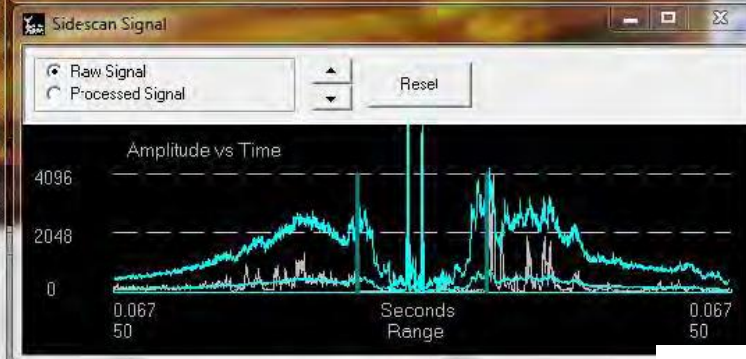 Sidescan Signal
Raw Signal
Processed Signal
Reset
Amplitude vs Time
4096
2048
0
0.067 Seconds 0.067
50 Range 50